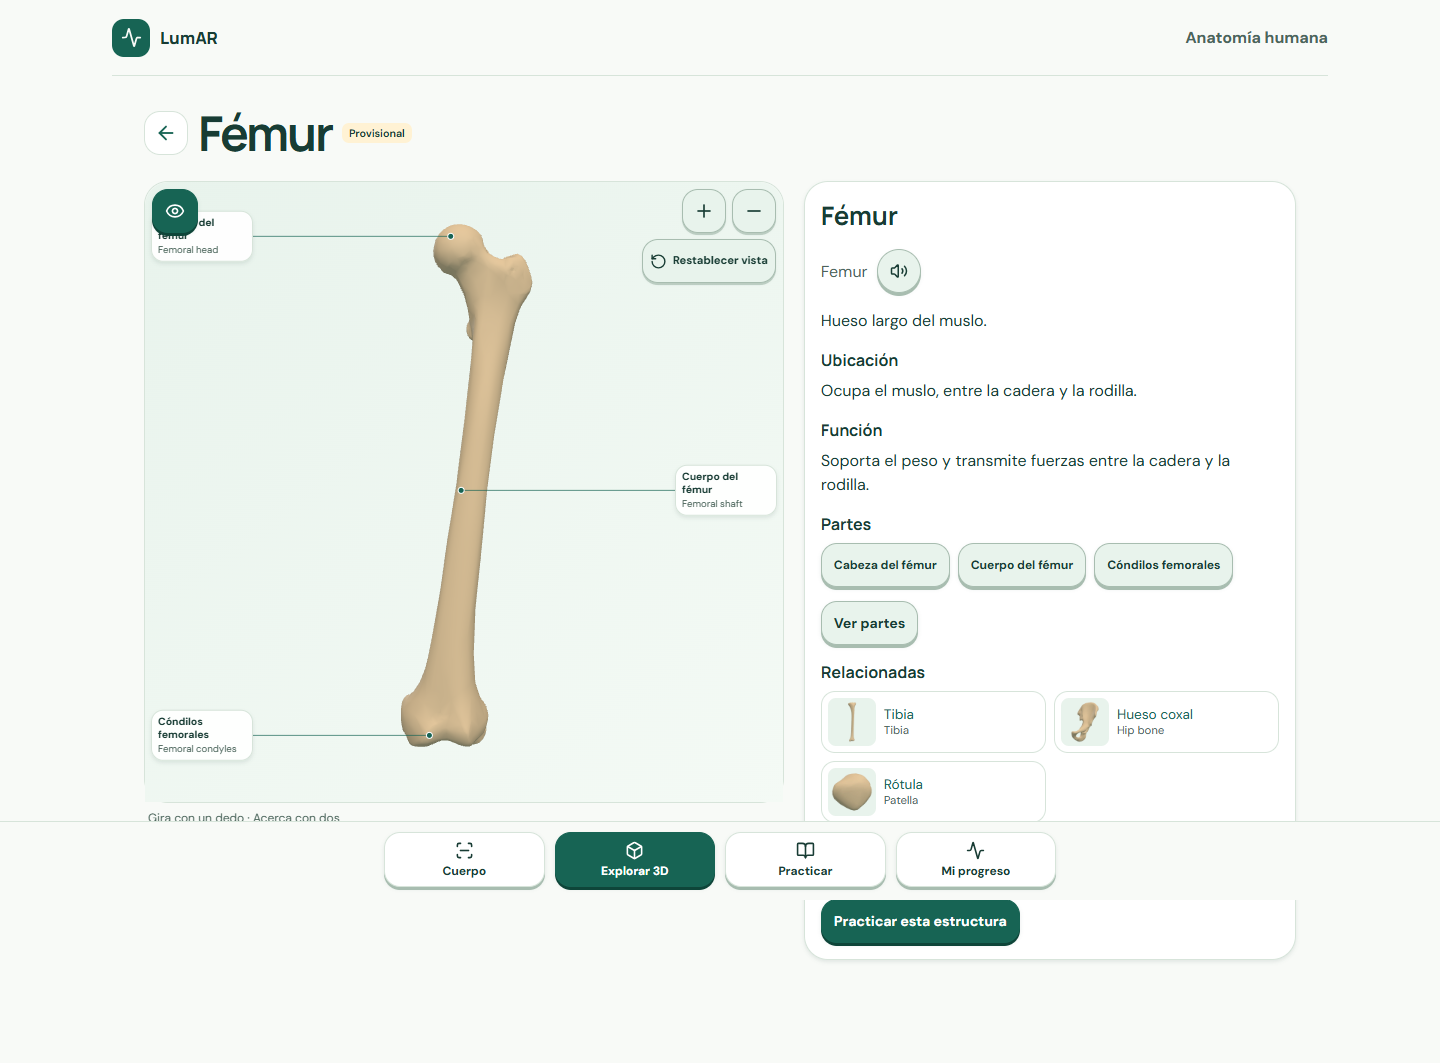 LumAR
Anatomía humana
Fémur
Provisional
del
fémur
Femoral head
Restablecer vista
Cuerpo del
fémur
Femoral shaft
Cóndilos
femorales
Femoral condyles
Gira con un dedo · Acerca con dos
Fémur
Femur
Hueso largo del muslo.
Ubicación
Ocupa el muslo, entre la cadera y la rodilla.
Función
Soporta el peso y transmite fuerzas entre la cadera y la
rodilla.
Partes
Cabeza del fémur
Cuerpo del fémur
Cóndilos femorales
Ver partes
Relacionadas
Tibia
Tibia
Hueso coxal
Hip bone
Rótula
Patella
Cuerpo
Explorar 3D
Practicar
Mi progreso
Practicar esta estructura